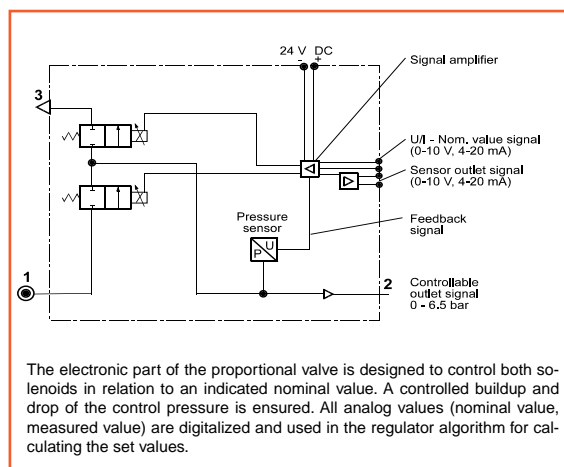 24 V DC
- +
Signal amplifier
3
U/I - Nom. value signal
(0-10 V, 4-20 mA)
Sensor outlet signal
(0-10 V, 4-20 mA)
Pressure
sensor
Feedback
signal
U
P
1
2
Controllable
outlet signal
0 - 6.5 bar
The electronic part of the proportional valve is designed to control both so-
lenoids in relation to an indicated nominal value. A controlled buildup and
drop of the control pressure is ensured. All analog values (nominal value,
measured value) are digitalized and used in the regulator algorithm for cal-
culating the set values.